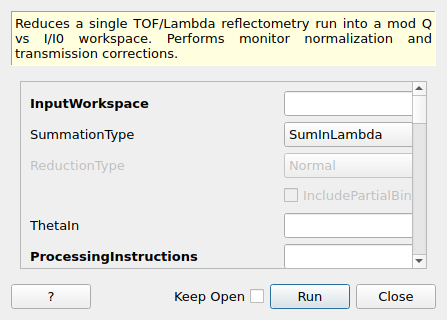 Reduces a single TOF/Lambda reflectometry run into a mod Q
vs I/I0 workspace. Performs monitor normalization and
transmission corrections.
InputWorkspace
SummationType SumInLambda
ReductionType Normal
IncludePartialBin
ThetaIn
ProcessingInstructions
? Keep Open Run Close